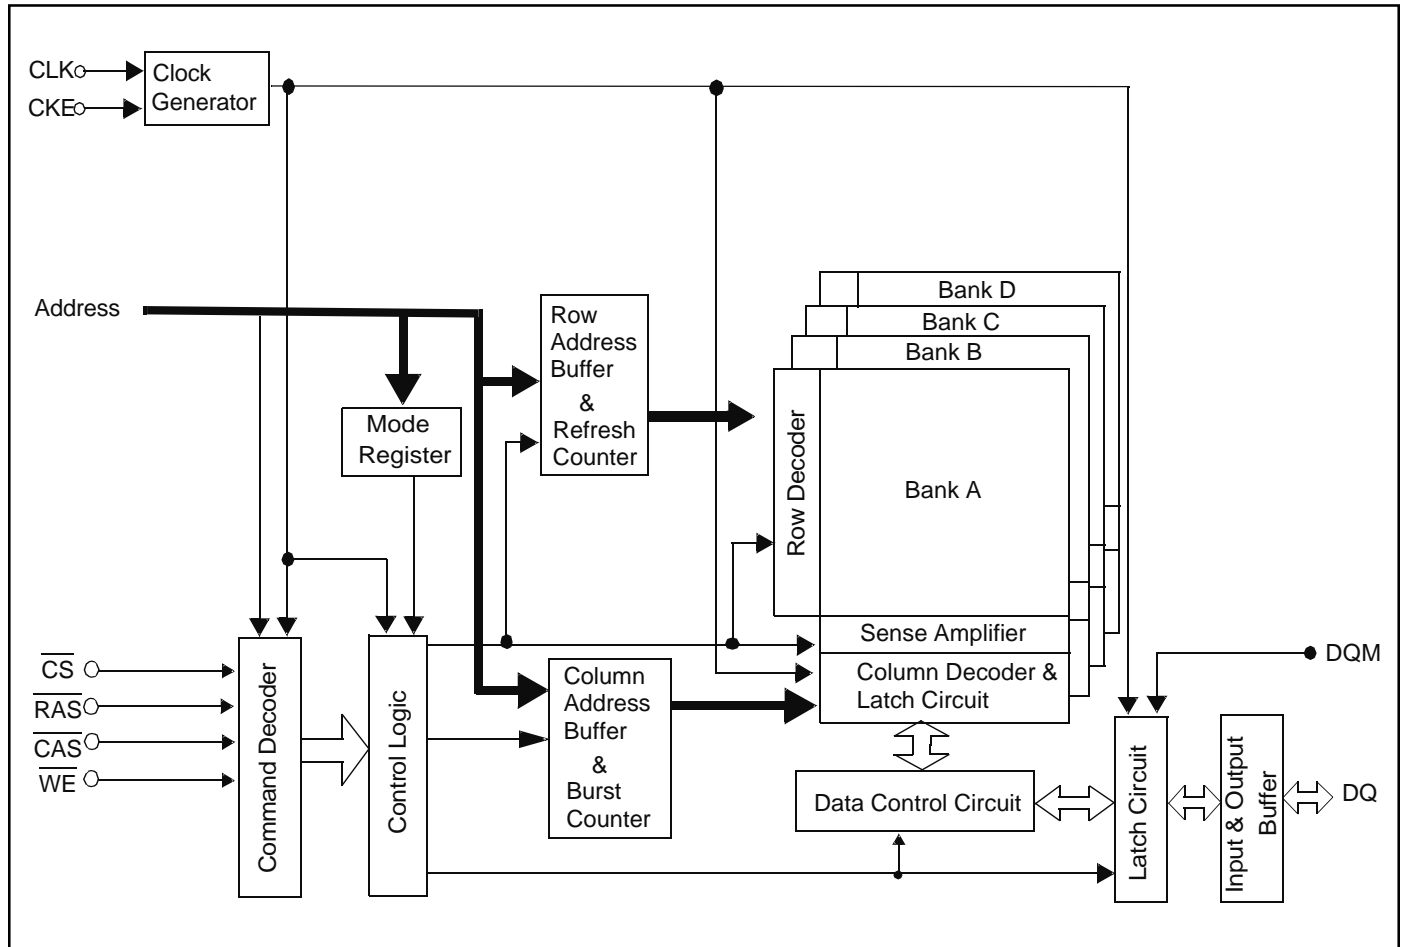 CLK
CKE
Clock
Generator
Address
Mode
Register
Row
Address
Buffer
&
Refresh
Counter
Bank D
Bank C
Bank B
Bank A
Row Decoder
Sense Amplifier
Column Decoder &
Latch Circuit
CS
RAS
CAS
WE
Command Decoder
Control Logic
Column
Address
Buffer
&
Burst
Counter
Data Control Circuit
Latch Circuit
Input & Output
Buffer
DQM
DQ